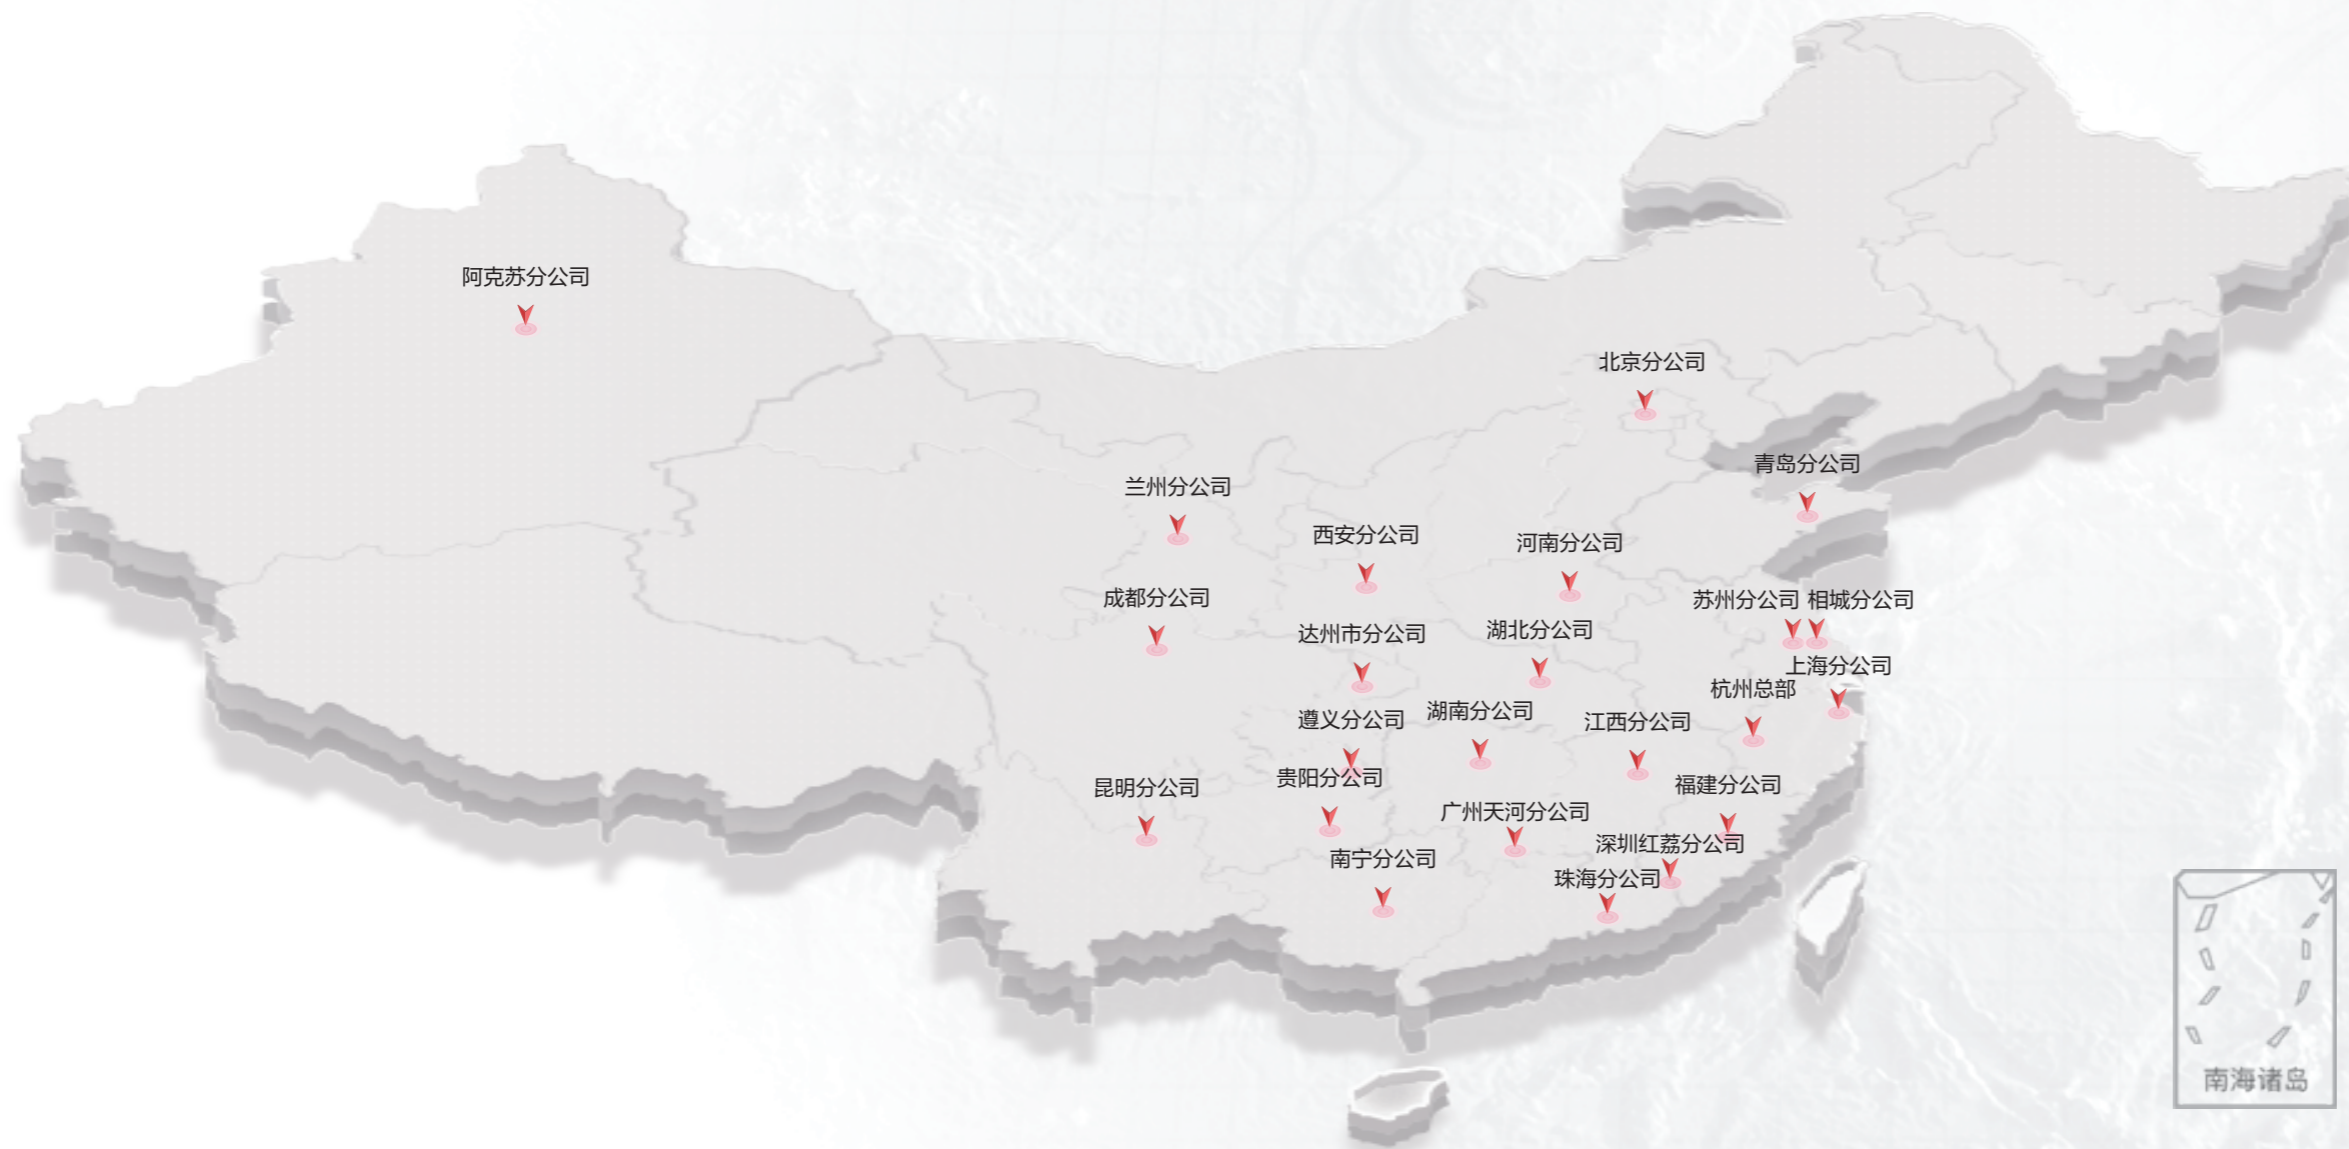 阿克苏分公司
北京分公司
青岛分公司
兰州分公司
西安分公司
河南分公司
成都分公司
苏州分公司
相城分公司
达州市分公司
湖北分公司
上海分公司
杭州总部
遵义分公司
湖南分公司
江西分公司
贵阳分公司
昆明分公司
福建分公司
广州天河分公司
深圳红荔分公司
南宁分公司
珠海分公司
南海诸岛